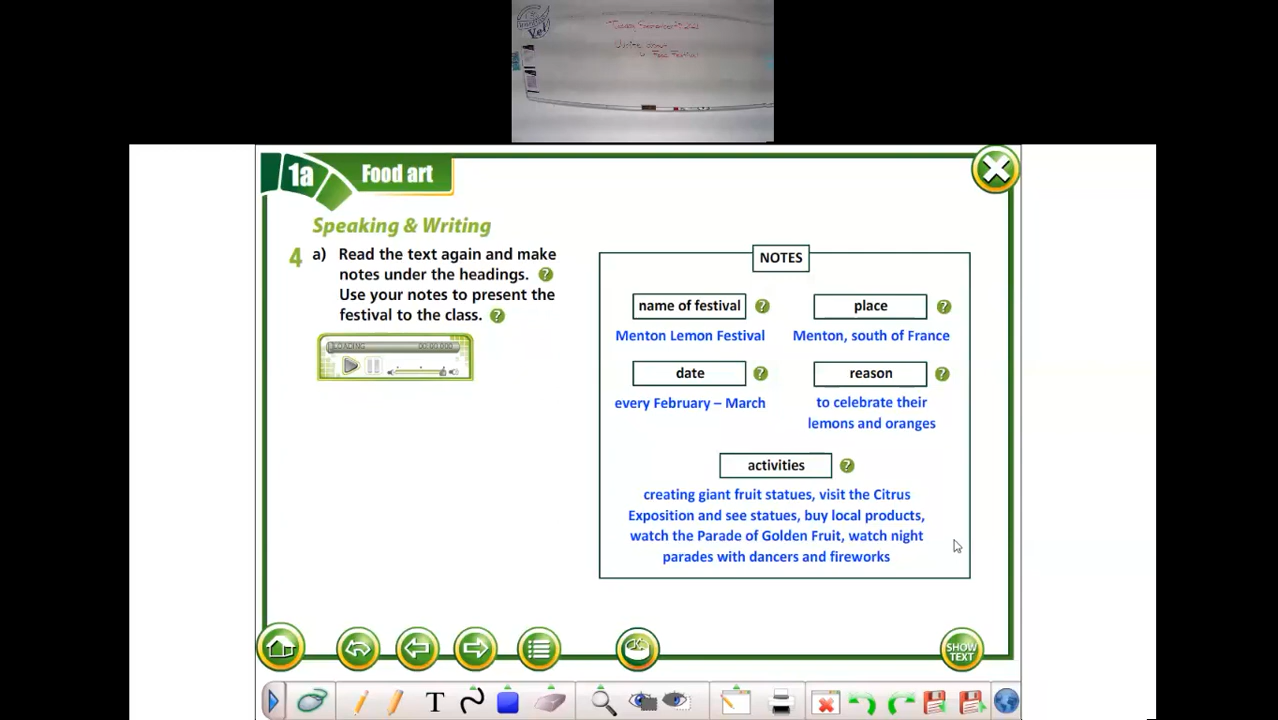 1a Food art
Speaking & Writing
4 a) Read the text again and make
notes under the headings. ?
Use your notes to present the
festival to the class. ?
LOADING 00:00.000
NOTES
name of festival ?
Menton Lemon Festival
place ?
Menton, south of France
date ?
every February – March
reason ?
to celebrate their
lemons and oranges
activities ?
creating giant fruit statues, visit the Citrus
Exposition and see statues, buy local products,
watch the Parade of Golden Fruit, watch night
parades with dancers and fireworks
SHOW
TEXT
T